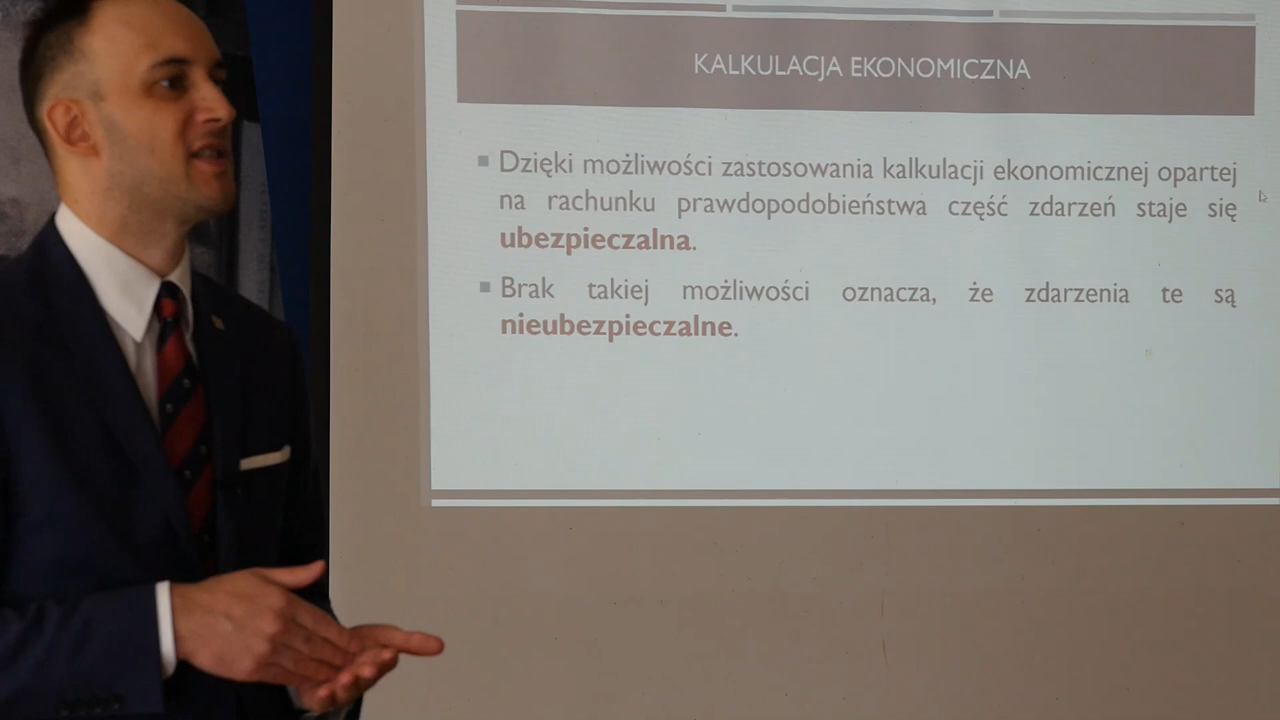 KALKULACJA EKONOMICZNA
Dzięki możliwości zastosowania kalkulacji ekonomicznej opartej
na rachunku prawdopodobieństwa część zdarzeń staje się
ubezpieczalna.
Brak takiej możliwości oznacza, że zdarzenia te są
nieubezpieczalne.